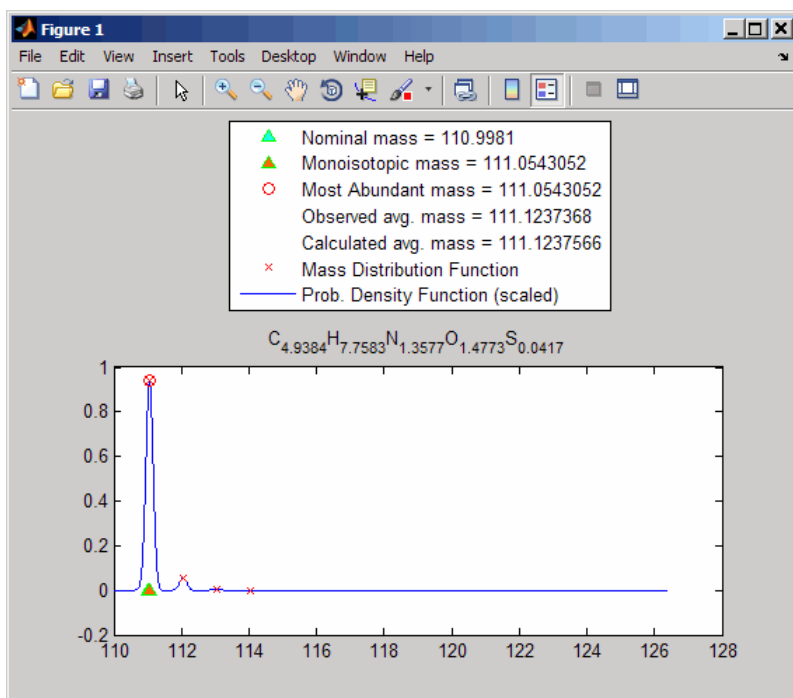 Figure 1
File Edit View Insert Tools Desktop Window Help
Nominal mass = 110.9981
Monoisotopic mass = 111.0543052
Most Abundant mass = 111.0543052
Observed avg. mass = 111.1237368
Calculated avg. mass = 111.1237566
Mass Distribution Function
Prob. Density Function (scaled)
C4.9384H7.7583N1.3577O1.4773S0.0417
1
0.8
0.6
0.4
0.2
0
-0.2
110 112 114 116 118 120 122 124 126 128